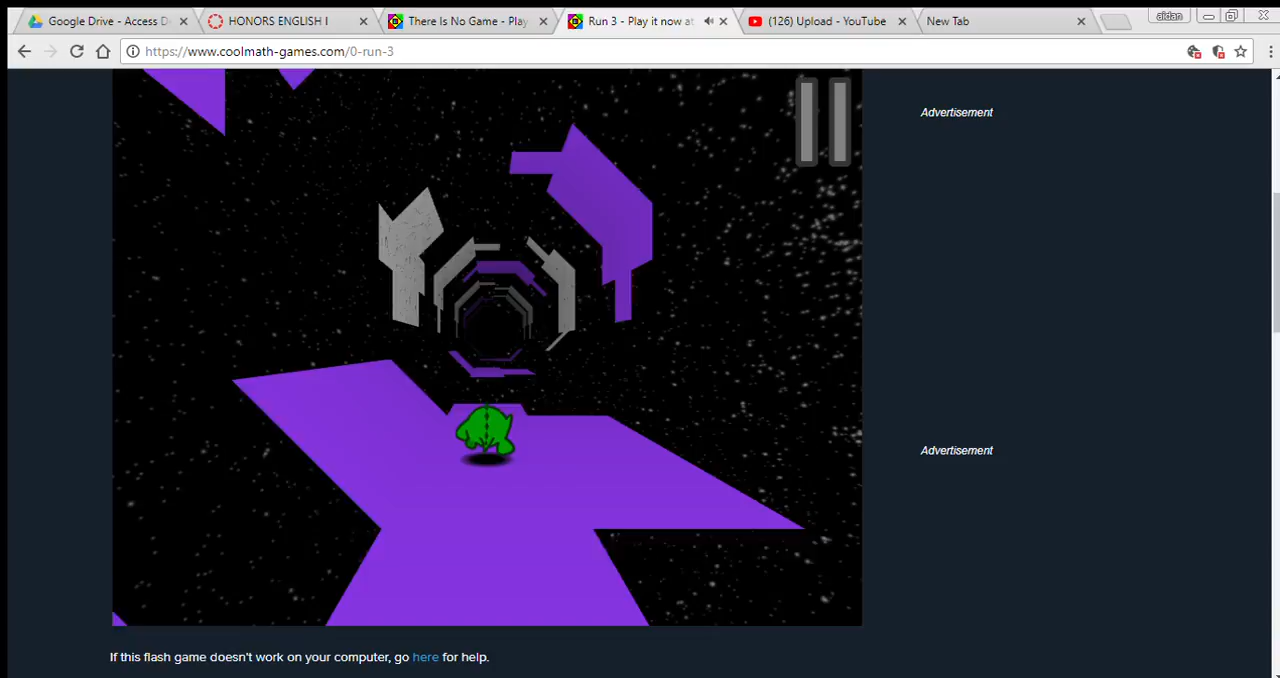 Google Drive - Access D
HONORS ENGLISH I
There Is No Game - Play
Run 3 - Play it now at
(126) Upload - YouTube
New Tab
aidan
https://www.coolmath-games.com/0-run-3
Advertisement
Advertisement
If this flash game doesn't work on your computer, go here for help.